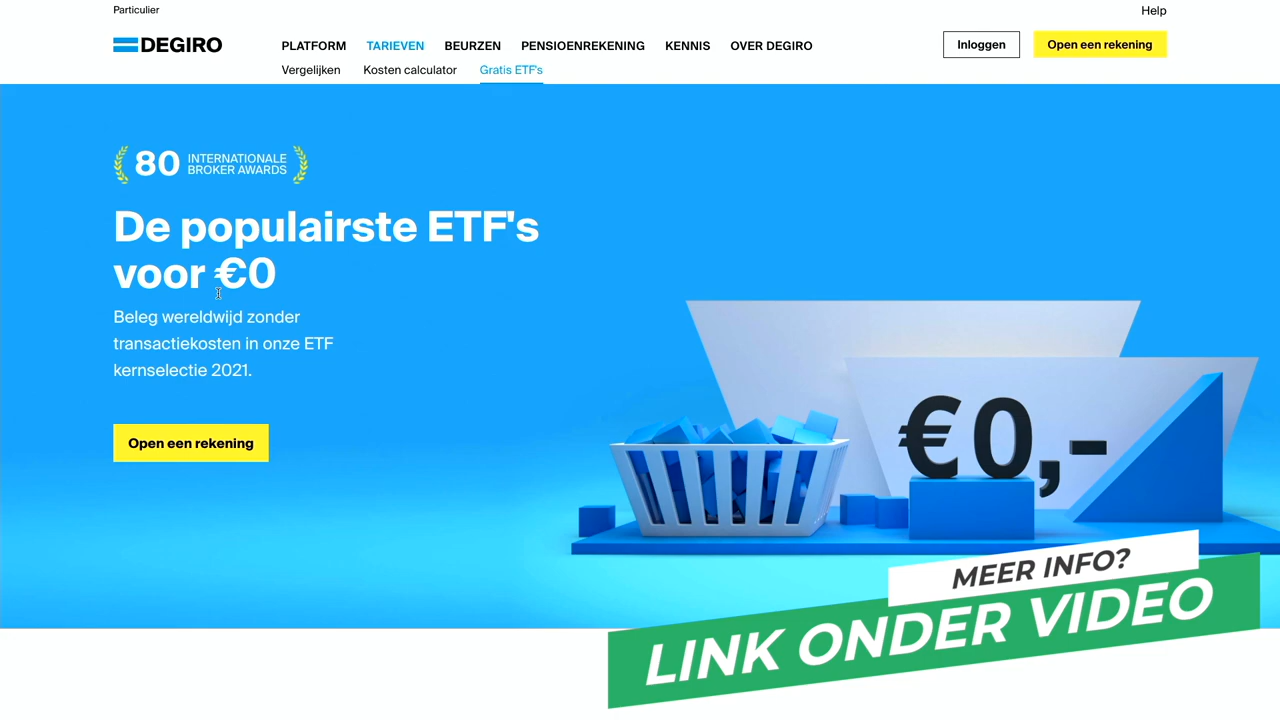 Particulier
Help
DEGIRO
PLATFORM TARIEVEN BEURZEN PENSIOENREKENING KENNIS OVER DEGIRO
Inloggen
Open een rekening
Vergelijken Kosten calculator Gratis ETF's
80 INTERNATIONALE
BROKER AWARDS
De populairste ETF's
voor €0
Beleg wereldwijd zonder
transactiekosten in onze ETF
kernselectie 2021.
Open een rekening
€0,-
MEER INFO?
LINK ONDER VIDEO